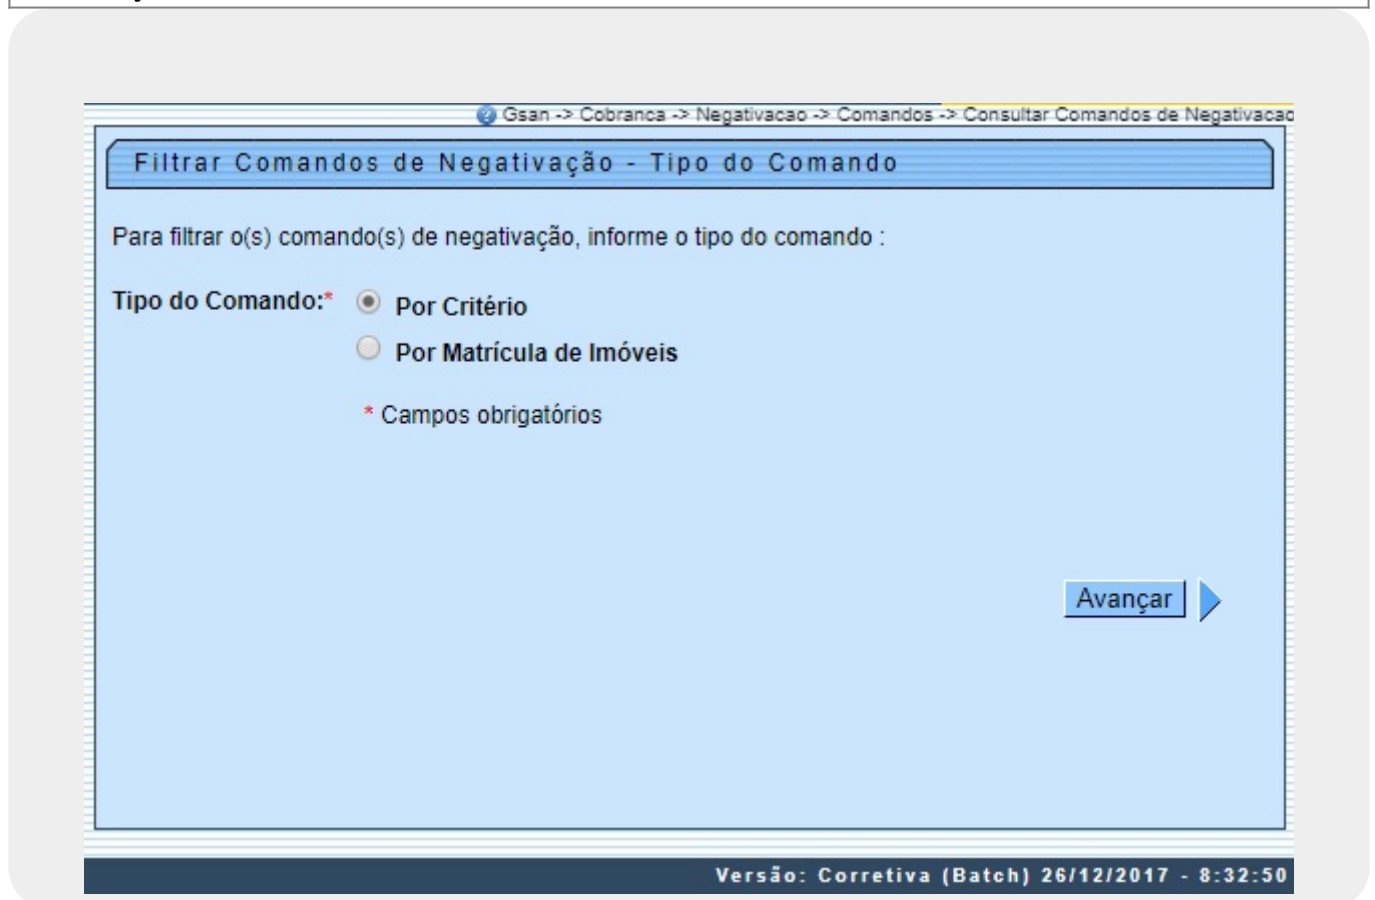 Gsan -> Cobranca -> Negativacao -> Comandos -> Consultar Comandos de Negativacao
Filtrar Comandos de Negativação - Tipo do Comando
Para filtrar o(s) comando(s) de negativação, informe o tipo do comando :
Tipo do Comando:* Por Critério
Por Matrícula de Imóveis
* Campos obrigatórios
Avançar
Versão: Corretiva (Batch) 26/12/2017 - 8:32:50